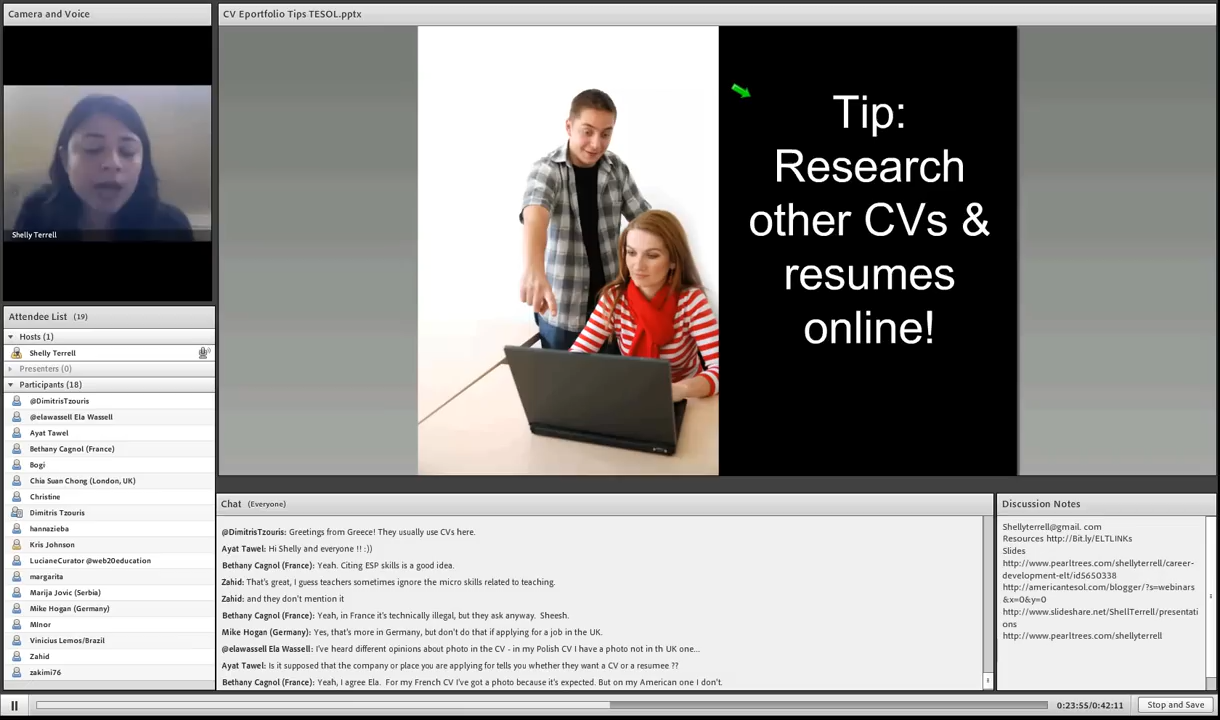 Camera and Voice
Shelly Terrell
Attendee List (19)
Hosts (1)
Shelly Terrell
Presenters (0)
Participants (18)
@DimitrisTzouris
@elawassell Ela Wassell
Ayat Tawel
Bethany Cagnol (France)
Bogi
Chia Suan Chong (London, UK)
Christine
Dimitris Tzouris
hannazieba
Kris Johnson
LucianeCurator @web20education
margarita
Marija Jovic (Serbia)
Mike Hogan (Germany)
MInor
Vinicius Lemos/Brazil
Zahid
zakimi76
CV Eportfolio Tips TESOL.pptx
Tip:
Research
other CVs &
resumes
online!
Chat (Everyone)
@DimitrisTzouris: Greetings from Greece! They usually use CVs here.
Ayat Tawel: Hi Shelly and everyone !! :))
Bethany Cagnol (France): Yeah. Citing ESP skills is a good idea.
Zahid: That's great, I guess teachers sometimes ignore the micro skills related to teaching.
Zahid: and they don't mention it
Bethany Cagnol (France): Yeah, in France it's technically illegal, but they ask anyway. Sheesh.
Mike Hogan (Germany): Yes, that's more in Germany, but don't do that if applying for a job in the UK.
@elawassell Ela Wassell: I've heard different opinions about photo in the CV - in my Polish CV I have a photo not in th UK one...
Ayat Tawel: Is it supposed that the company or place you are applying for tells you whether they want a CV or a resumee ??
Bethany Cagnol (France): Yeah, I agree Ela. For my French CV I've got a photo because it's expected. But on my American one I don't.
Discussion Notes
Shellyterrell@gmail. com
Resources http://Bit.ly/ELTLINKs
Slides
http://www.pearltrees.com/shellyterrell/career-
development-elt/id5650338
http://americantesol.com/blogger/?s=webinars
&x=0&y=0
http://www.slideshare.net/ShellTerrell/presentati
ons
http://www.pearltrees.com/shellyterrell
0:23:55/0:42:11
Stop and Save